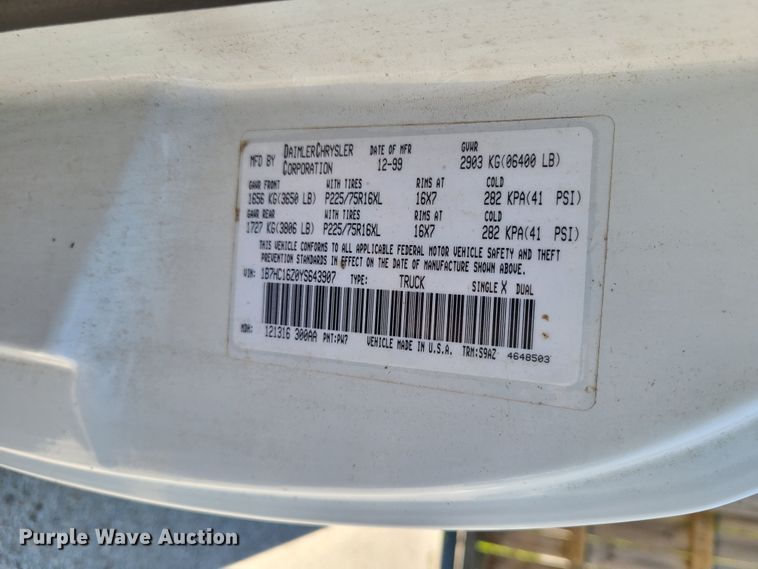 MFD BY DAIMLERCHRYSLER CORPORATION DATE OF MFR 12-99 GVWR 2903 KG(06400 LB)
GAWR FRONT WITH TIRES RIMS AT COLD
1656 KG(3650 LB) P225/75R16XL 16X7 282 KPA(41 PSI)
GAWR REAR WITH TIRES RIMS AT COLD
1727 KG(3806 LB) P225/75R16XL 16X7 282 KPA(41 PSI)
THIS VEHICLE CONFORMS TO ALL APPLICABLE FEDERAL MOTOR VEHICLE SAFETY AND THEFT
PREVENTION STANDARDS IN EFFECT ON THE DATE OF MANUFACTURE SHOWN ABOVE.
VIN: 1B7HC16Z0YS643907 TYPE: TRUCK SINGLE X DUAL
MDH: 121316 300AA PNT:PW7 VEHICLE MADE IN U.S.A. TRM:S9AZ 4648503
Purple Wave Auction